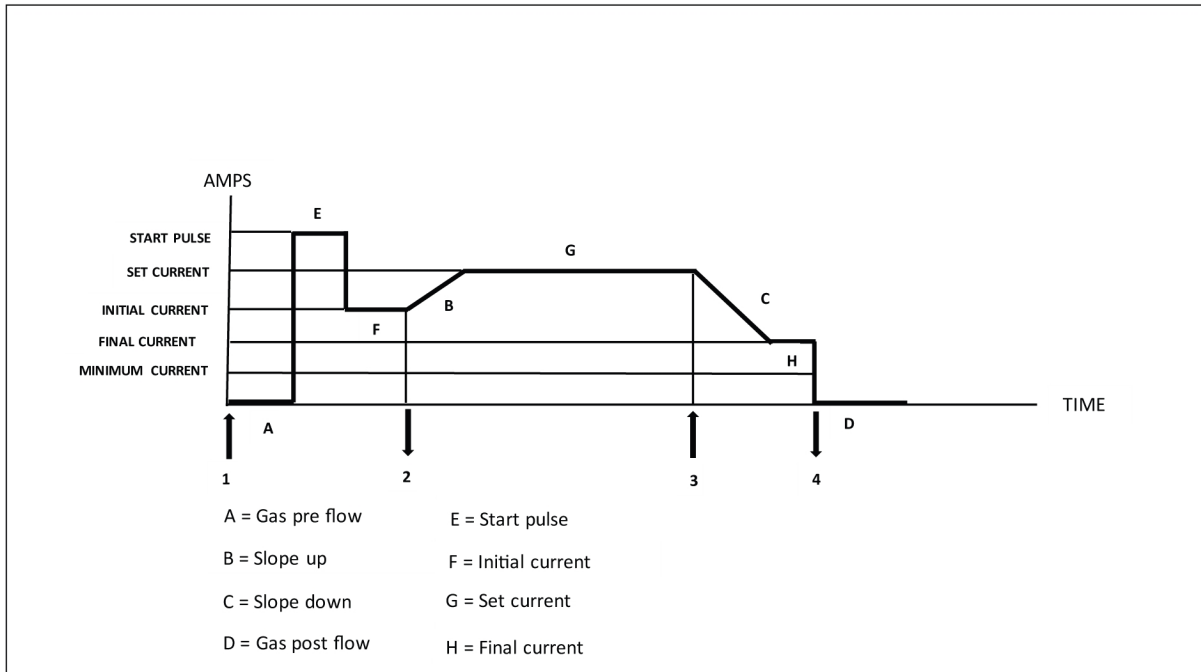 AMPS
E
START PULSE
G
SET CURRENT
C
B
INITIAL CURRENT
F
FINAL CURRENT
H
MINIMUM CURRENT
TIME
A
D
1
2
3
4
A = Gas pre flow
E = Start pulse
B = Slope up
F = Initial current
C = Slope down
G = Set current
D = Gas post flow
H = Final current